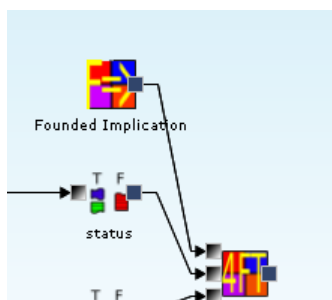 F=>
Founded Implication
T F
status
4FT
T F